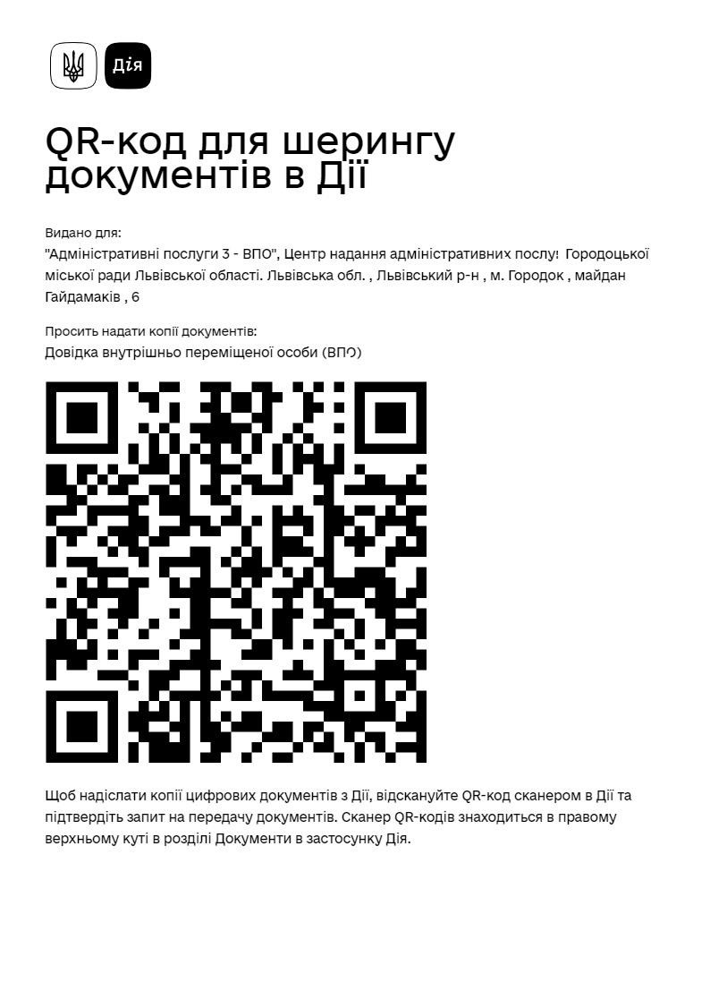 Дія
QR-код для шерингу
документів в Дії
Видано для:
"Адміністративні послуги 3 - ВПО", Центр надання адміністративних послу! Городоцької
міської ради Львівської області. Львівська обл. , Львівський р-н , м. Городок , майдан
Гайдамаків , 6
Просить надати копії документів:
Довідка внутрішньо переміщеної особи (ВПО)
Щоб надіслати копії цифрових документів з Дії, відскануйте QR-код сканером в Дії та
підтвердіть запит на передачу документів. Сканер QR-кодів знаходиться в правому
верхньому куті в розділі Документи в застосунку Дія.